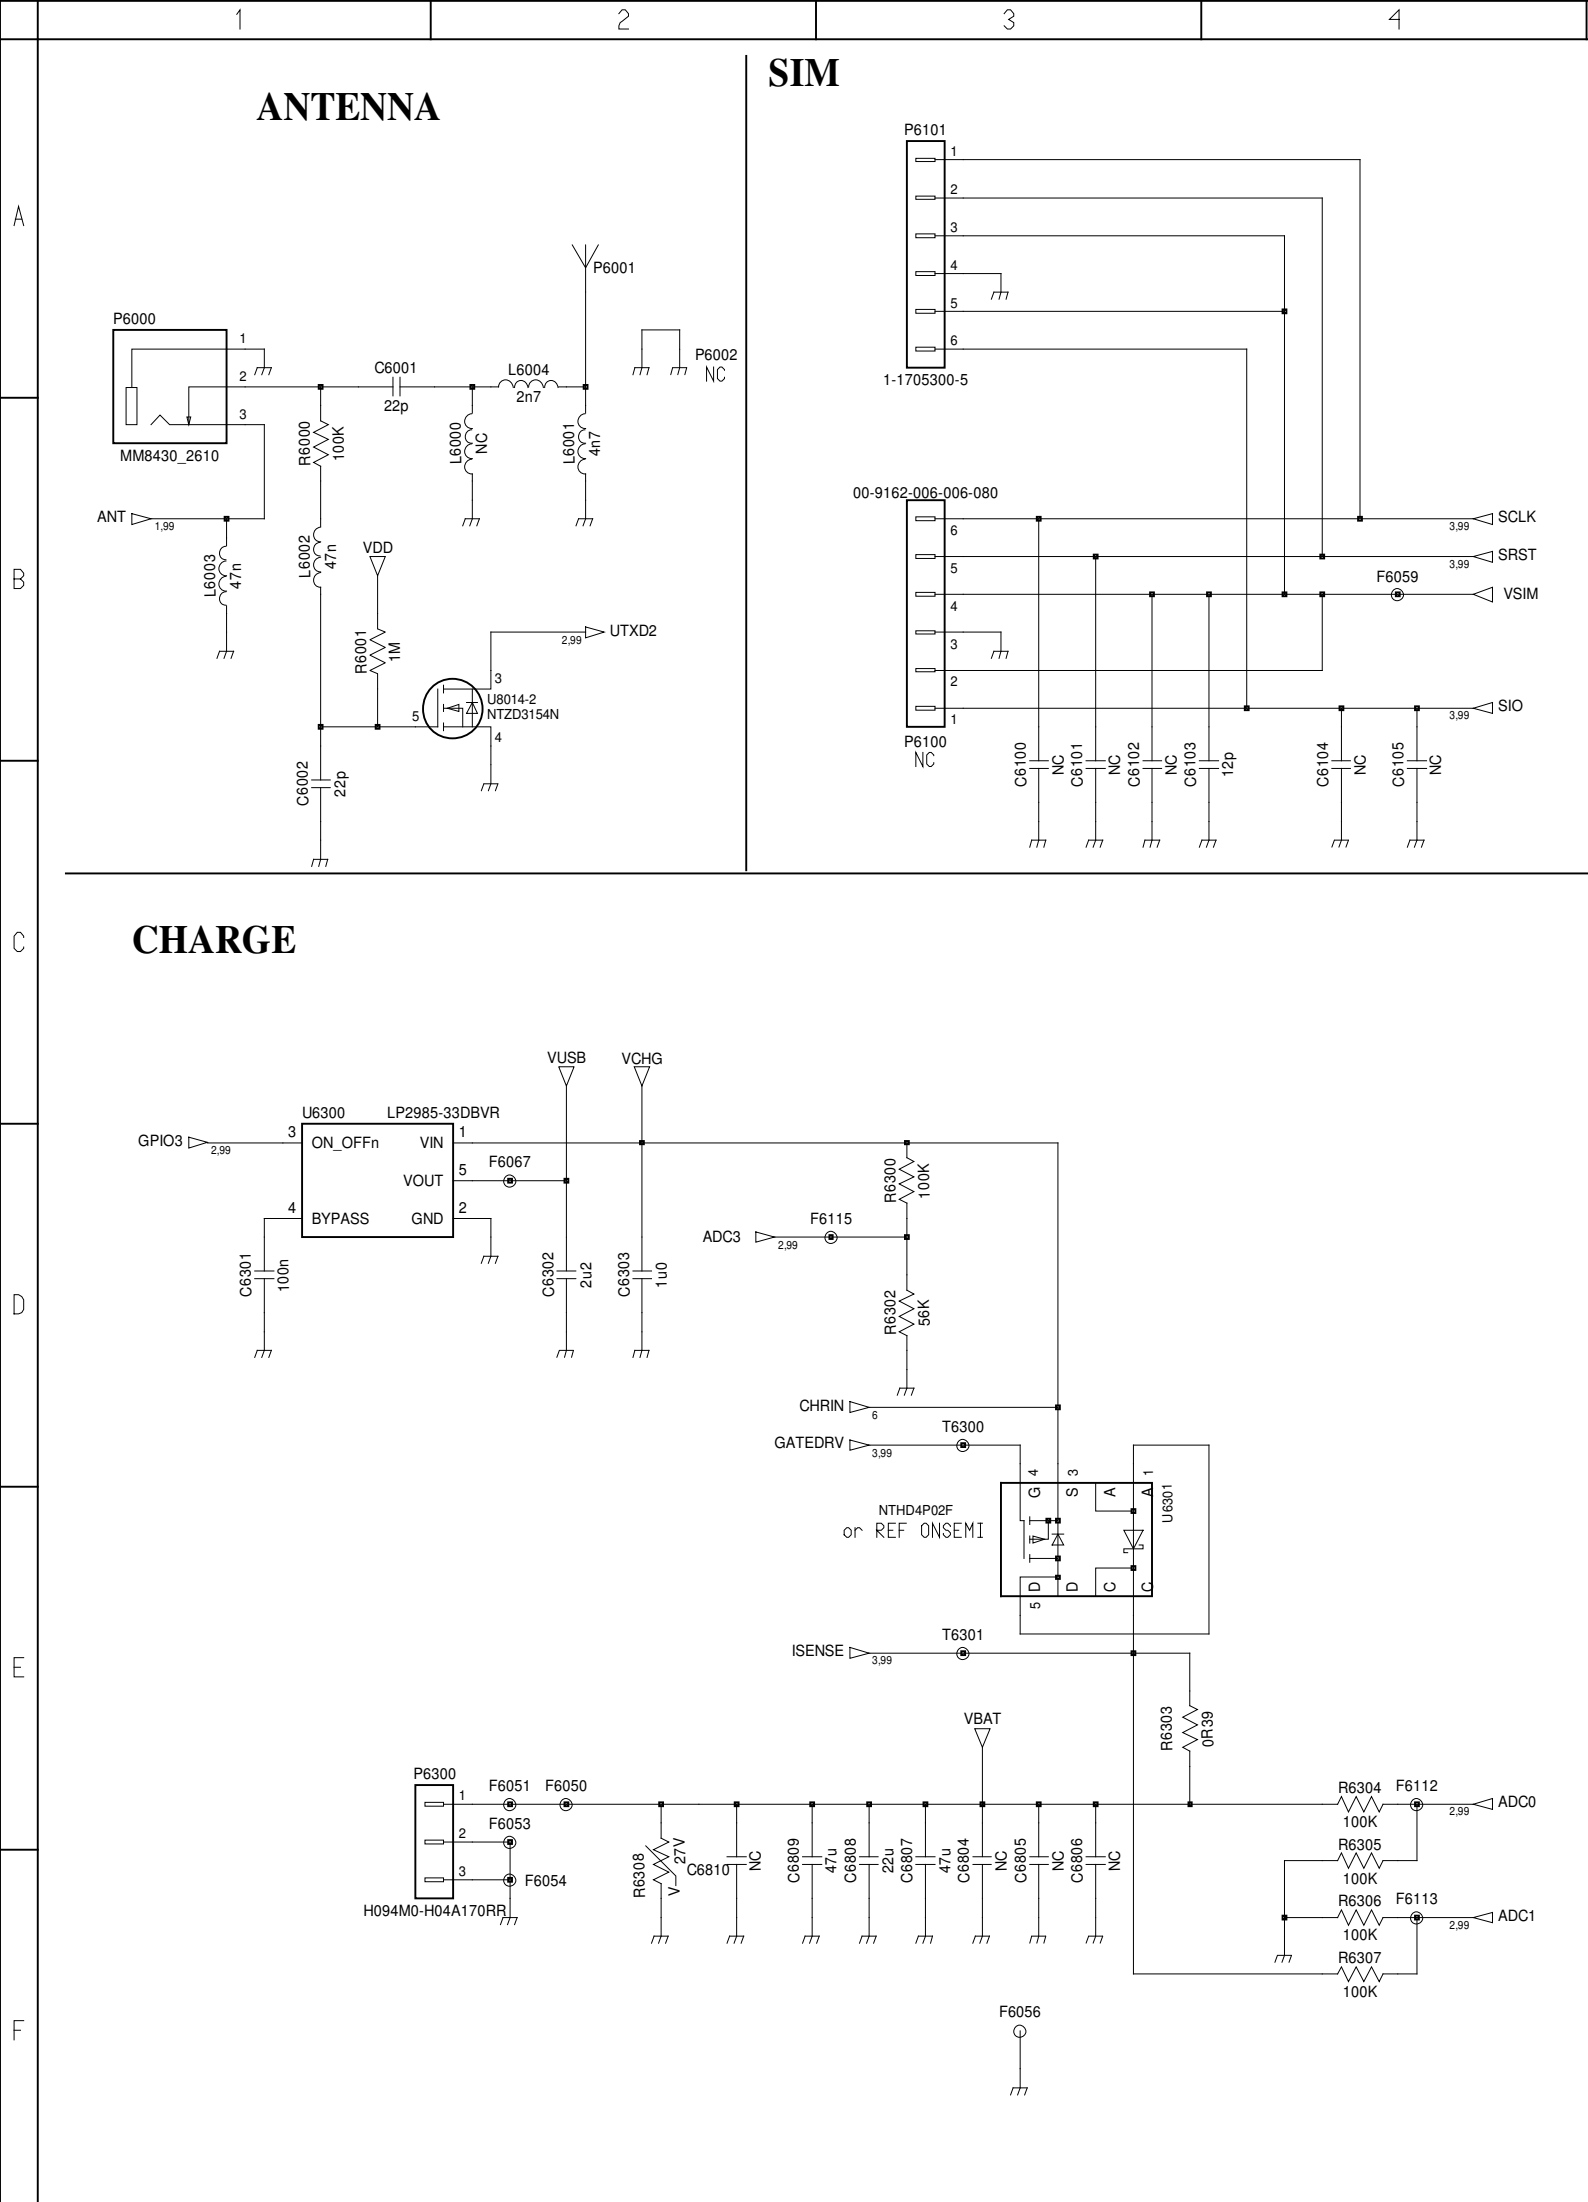 1 2 3 4
A
B
C
D
E
F
ANTENNA
P6001
P6000
1
2
3
MM8430_2610
C6001
22p
L6004
2n7
P6002
NC
R6000
100K
L6000
NC
L6001
4n7
ANT
1,99
L6003
47n
L6002
47n
VDD
R6001
1M
UTXD2
2,99
3
U8014-2
NTZD3154N
5
4
C6002
22p
SIM
P6101
1
2
3
4
5
6
1-1705300-5
00-9162-006-006-080
6
5
4
3
2
1
P6100
NC
SCLK
3,99
SRST
3,99
F6059
VSIM
SIO
3,99
C6100
NC
C6101
NC
C6102
NC
C6103
12p
C6104
NC
C6105
NC
CHARGE
VUSB
VCHG
U6300 LP2985-33DBVR
GPIO3
2,99
3 ON_OFFn VIN 1
VOUT 5
F6067
4 BYPASS GND 2
C6301
100n
C6302
2u2
C6303
1u0
R6300
100K
ADC3
2,99
F6115
R6302
56K
CHRIN
6
GATEDRV
3,99
T6300
4 3 1
G S A A
U6301
NTHD4P02F
or REF ONSEMI
D D C C
5
ISENSE
3,99
T6301
R6303
0R39
VBAT
P6300
1
2
3
F6051
F6050
F6053
F6054
H094M0-H04A170RR
R6308
27V
V
C6810
NC
C6809
47u
C6808
22u
C6807
47u
C6804
NC
C6805
NC
C6806
NC
R6304
100K
F6112
ADC0
2,99
R6305
100K
R6306
100K
F6113
ADC1
2,99
R6307
100K
F6056